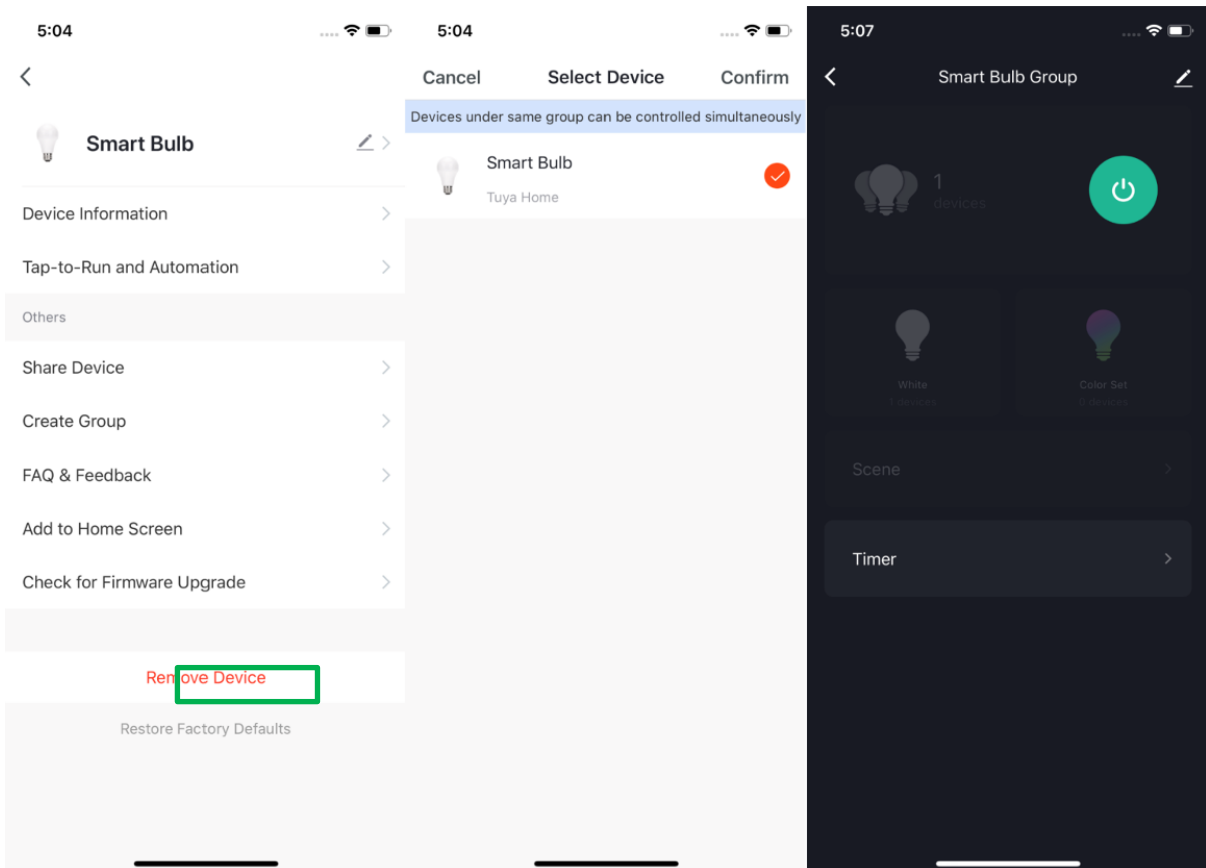 5:04
Smart Bulb
Device Information
Tap-to-Run and Automation
Others
Share Device
Create Group
FAQ & Feedback
Add to Home Screen
Check for Firmware Upgrade
Remove Device
Restore Factory Defaults
5:04
Cancel Select Device Confirm
Devices under same group can be controlled simultaneously
Smart Bulb
Tuya Home
5:07
Smart Bulb Group
1
devices
White
1 devices
Color Set
0 devices
Scene
Timer